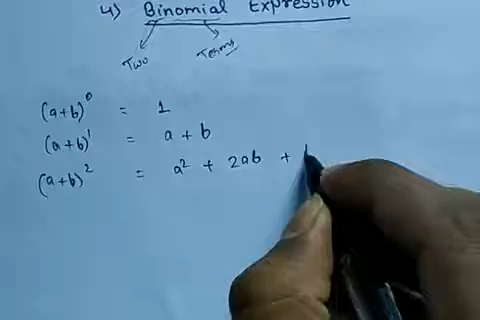 4) Binomial Expression
Two Terms
(a+b)⁰ = 1
(a+b)¹ = a + b
(a+b)² = a² + 2ab +